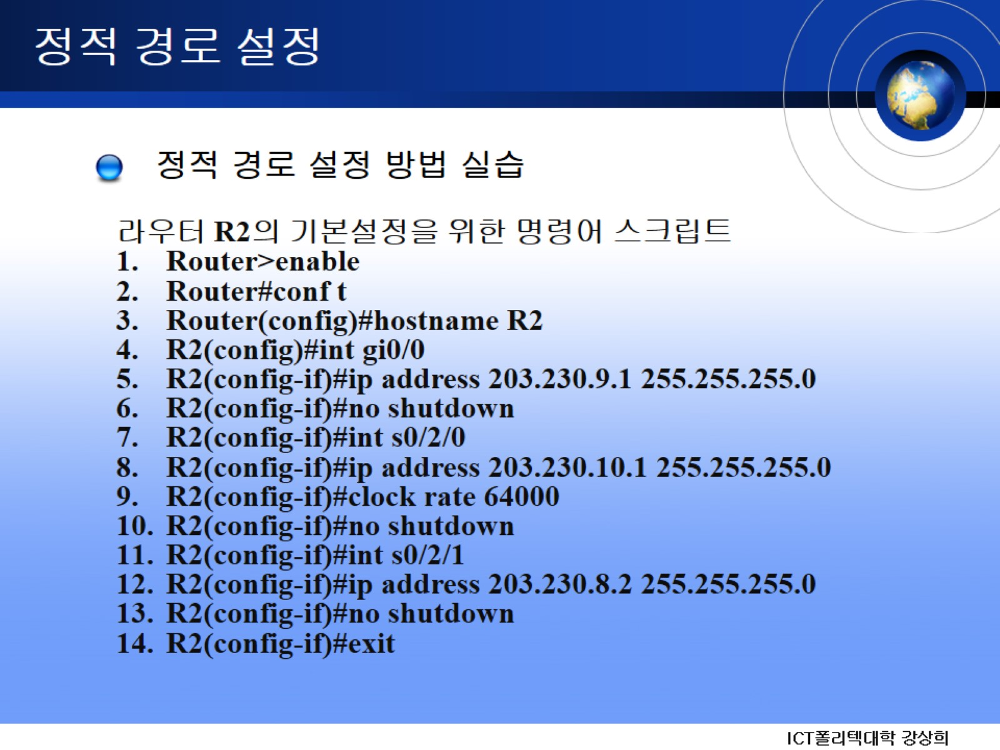 정적 경로 설정
정적 경로 설정 방법 실습
라우터 R2의 기본설정을 위한 명령어 스크립트
1. Router>enable
2. Router#conf t
3. Router(config)#hostname R2
4. R2(config)#int gi0/0
5. R2(config-if)#ip address 203.230.9.1 255.255.255.0
6. R2(config-if)#no shutdown
7. R2(config-if)#int s0/2/0
8. R2(config-if)#ip address 203.230.10.1 255.255.255.0
9. R2(config-if)#clock rate 64000
10. R2(config-if)#no shutdown
11. R2(config-if)#int s0/2/1
12. R2(config-if)#ip address 203.230.8.2 255.255.255.0
13. R2(config-if)#no shutdown
14. R2(config-if)#exit
ICT폴리텍대학 강상희